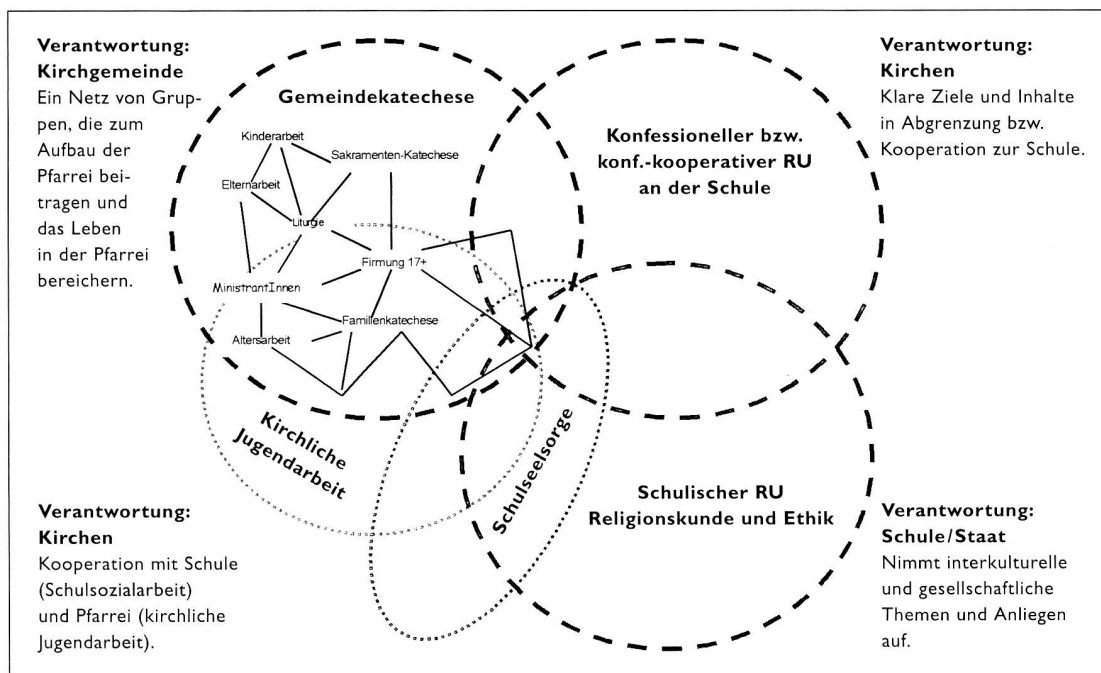 Verantwortung:
Kirchgemeinde
Ein Netz von Grup-
pen, die zum
Aufbau der
Pfarrei bei-
tragen und
das Leben
in der Pfarrei
bereichern.
Gemeindekatechese
Kinderarbeit
Sakramenten-Katechese
Elternarbeit
Liturgie
Firmung 17+
MinistrantInnen
Familienkatechese
Altersarbeit
Konfessioneller bzw.
konf.-kooperativer RU
an der Schule
Verantwortung:
Kirchen
Klare Ziele und Inhalte
in Abgrenzung bzw.
Kooperation zur Schule.
Kirchliche
Jugendarbeit
Schulseelsorge
Schulischer RU
Religionskunde und Ethik
Verantwortung:
Kirchen
Kooperation mit Schule
(Schulsozialarbeit)
und Pfarrei (kirchliche
Jugendarbeit).
Verantwortung:
Schule/Staat
Nimmt interkulturelle
und gesellschaftliche
Themen und Anliegen
auf.